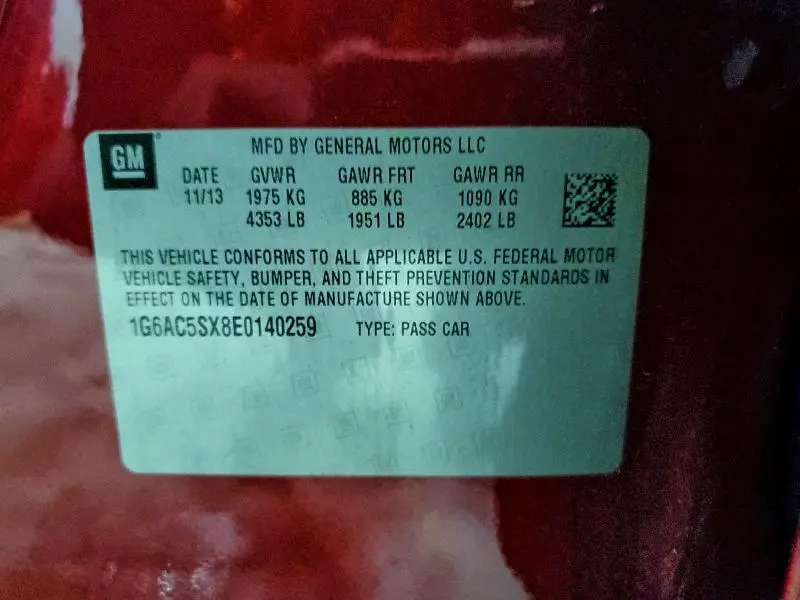 GM
MFD BY GENERAL MOTORS LLC
DATE GVWR GAWR FRT GAWR RR
11/13 1975 KG 885 KG 1090 KG
4353 LB 1951 LB 2402 LB
THIS VEHICLE CONFORMS TO ALL APPLICABLE U.S. FEDERAL MOTOR
VEHICLE SAFETY, BUMPER, AND THEFT PREVENTION STANDARDS IN
EFFECT ON THE DATE OF MANUFACTURE SHOWN ABOVE.
1G6AC5SX8E0140259 TYPE: PASS CAR